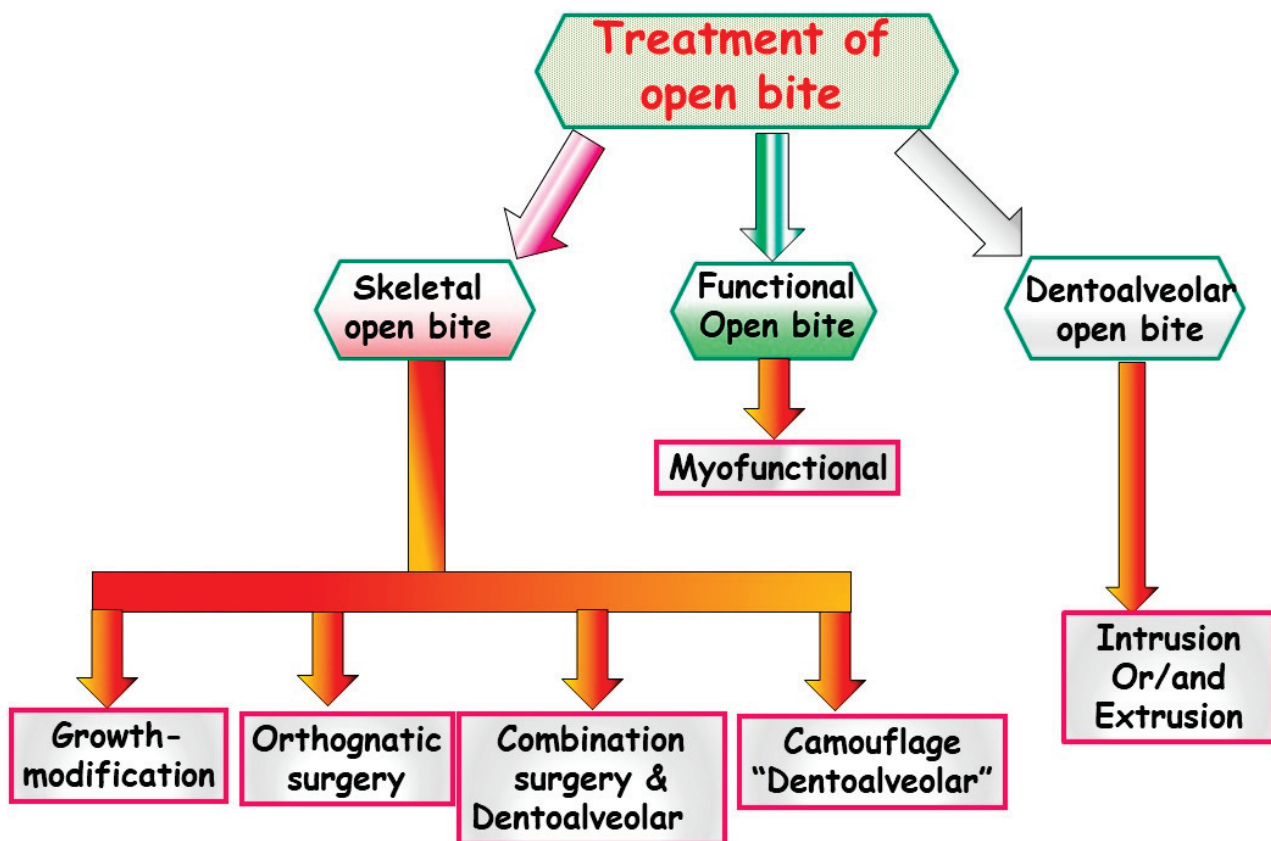 Treatment of
open bite
Skeletal
open bite
Functional
Open bite
Dentoalveolar
open bite
Myofunctional
Intrusion
Or/and
Extrusion
Growth-
modification
Orthognatic
surgery
Combination
surgery &
Dentoalveolar
Camouflage
“Dentoalveolar”